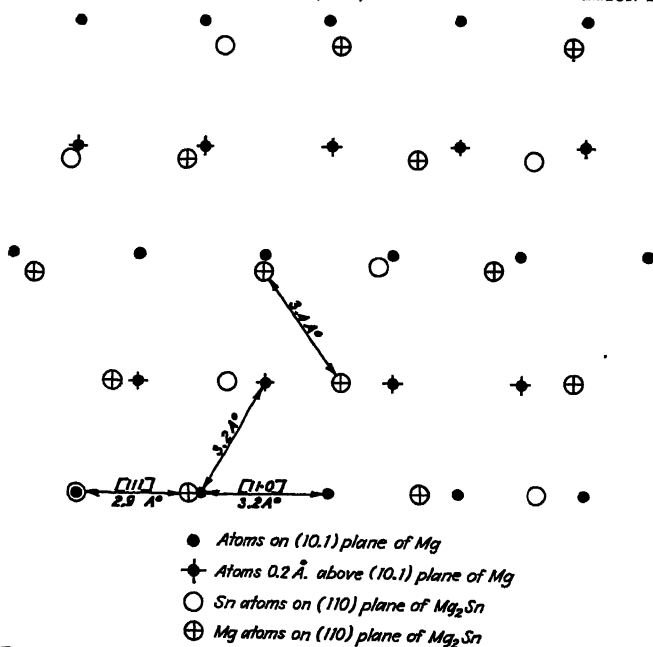 3.4 A°
3.2 A°
[111]
2.9 A°
[1·0]
3.2 A°
Atoms on (10.1) plane of Mg
Atoms 0.2 Å. above (10.1) plane of Mg
Sn atoms on (110) plane of Mg₂Sn
Mg atoms on (110) plane of Mg₂Sn